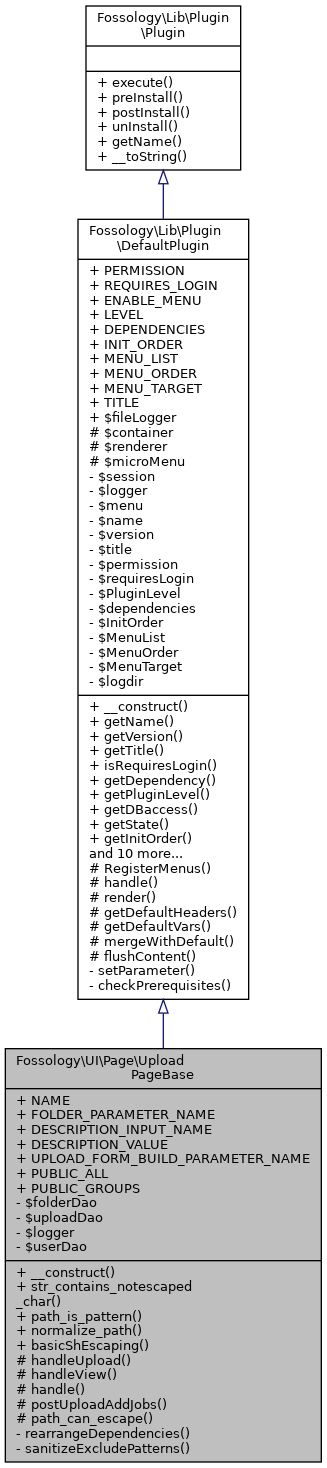 Fossology\Lib\Plugin
\Plugin
+ execute()
+ preInstall()
+ postInstall()
+ unInstall()
+ getName()
+ __toString()
Fossology\Lib\Plugin
\DefaultPlugin
+ PERMISSION
+ REQUIRES_LOGIN
+ ENABLE_MENU
+ LEVEL
+ DEPENDENCIES
+ INIT_ORDER
+ MENU_LIST
+ MENU_ORDER
+ MENU_TARGET
+ TITLE
+ $fileLogger
# $container
# $renderer
# $microMenu
- $session
- $logger
- $menu
- $name
- $version
- $title
- $permission
- $requiresLogin
- $PluginLevel
- $dependencies
- $InitOrder
- $MenuList
- $MenuOrder
- $MenuTarget
- $logdir
+ __construct()
+ getName()
+ getVersion()
+ getTitle()
+ isRequiresLogin()
+ getDependency()
+ getPluginLevel()
+ getDBaccess()
+ getState()
+ getInitOrder()
and 10 more...
# RegisterMenus()
# handle()
# render()
# getDefaultHeaders()
# getDefaultVars()
# mergeWithDefault()
# flushContent()
- setParameter()
- checkPrerequisites()
Fossology\UI\Page\Upload
PageBase
+ NAME
+ FOLDER_PARAMETER_NAME
+ DESCRIPTION_INPUT_NAME
+ DESCRIPTION_VALUE
+ UPLOAD_FORM_BUILD_PARAMETER_NAME
+ PUBLIC_ALL
+ PUBLIC_GROUPS
- $folderDao
- $uploadDao
- $logger
- $userDao
+ __construct()
+ str_contains_notescaped
_char()
+ path_is_pattern()
+ normalize_path()
+ basicShEscaping()
# handleUpload()
# handleView()
# handle()
# postUploadAddJobs()
# path_can_escape()
- rearrangeDependencies()
- sanitizeExcludePatterns()